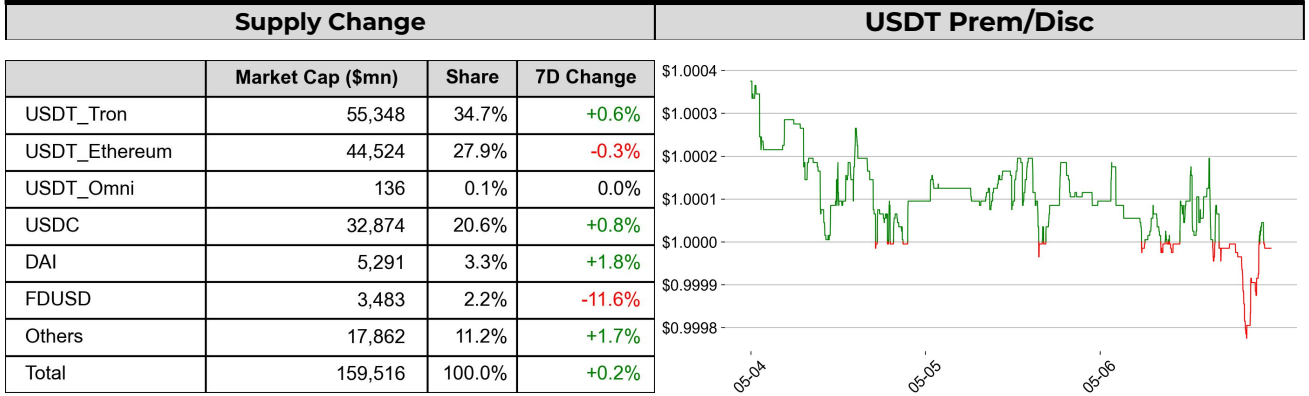 Supply Change
Market Cap ($mn) Share 7D Change
USDT_Tron 55,348 34.7% +0.6%
USDT_Ethereum 44,524 27.9% -0.3%
USDT_Omni 136 0.1% 0.0%
USDC 32,874 20.6% +0.8%
DAI 5,291 3.3% +1.8%
FDUSD 3,483 2.2% -11.6%
Others 17,862 11.2% +1.7%
Total 159,516 100.0% +0.2%
USDT Prem/Disc
$1.0004
$1.0003
$1.0002
$1.0001
$1.0000
$0.9999
$0.9998
05-04 05-05 05-06